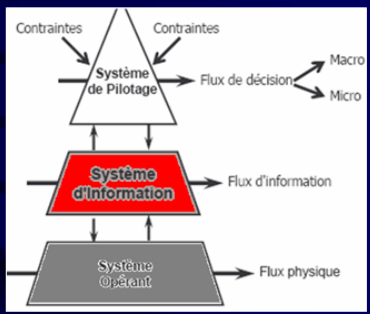 Contraintes
Contraintes
Macro
Système
de Pilotage
Flux de décision
Micro
Système
d'Information
Flux d'information
Système
Opérant
Flux physique